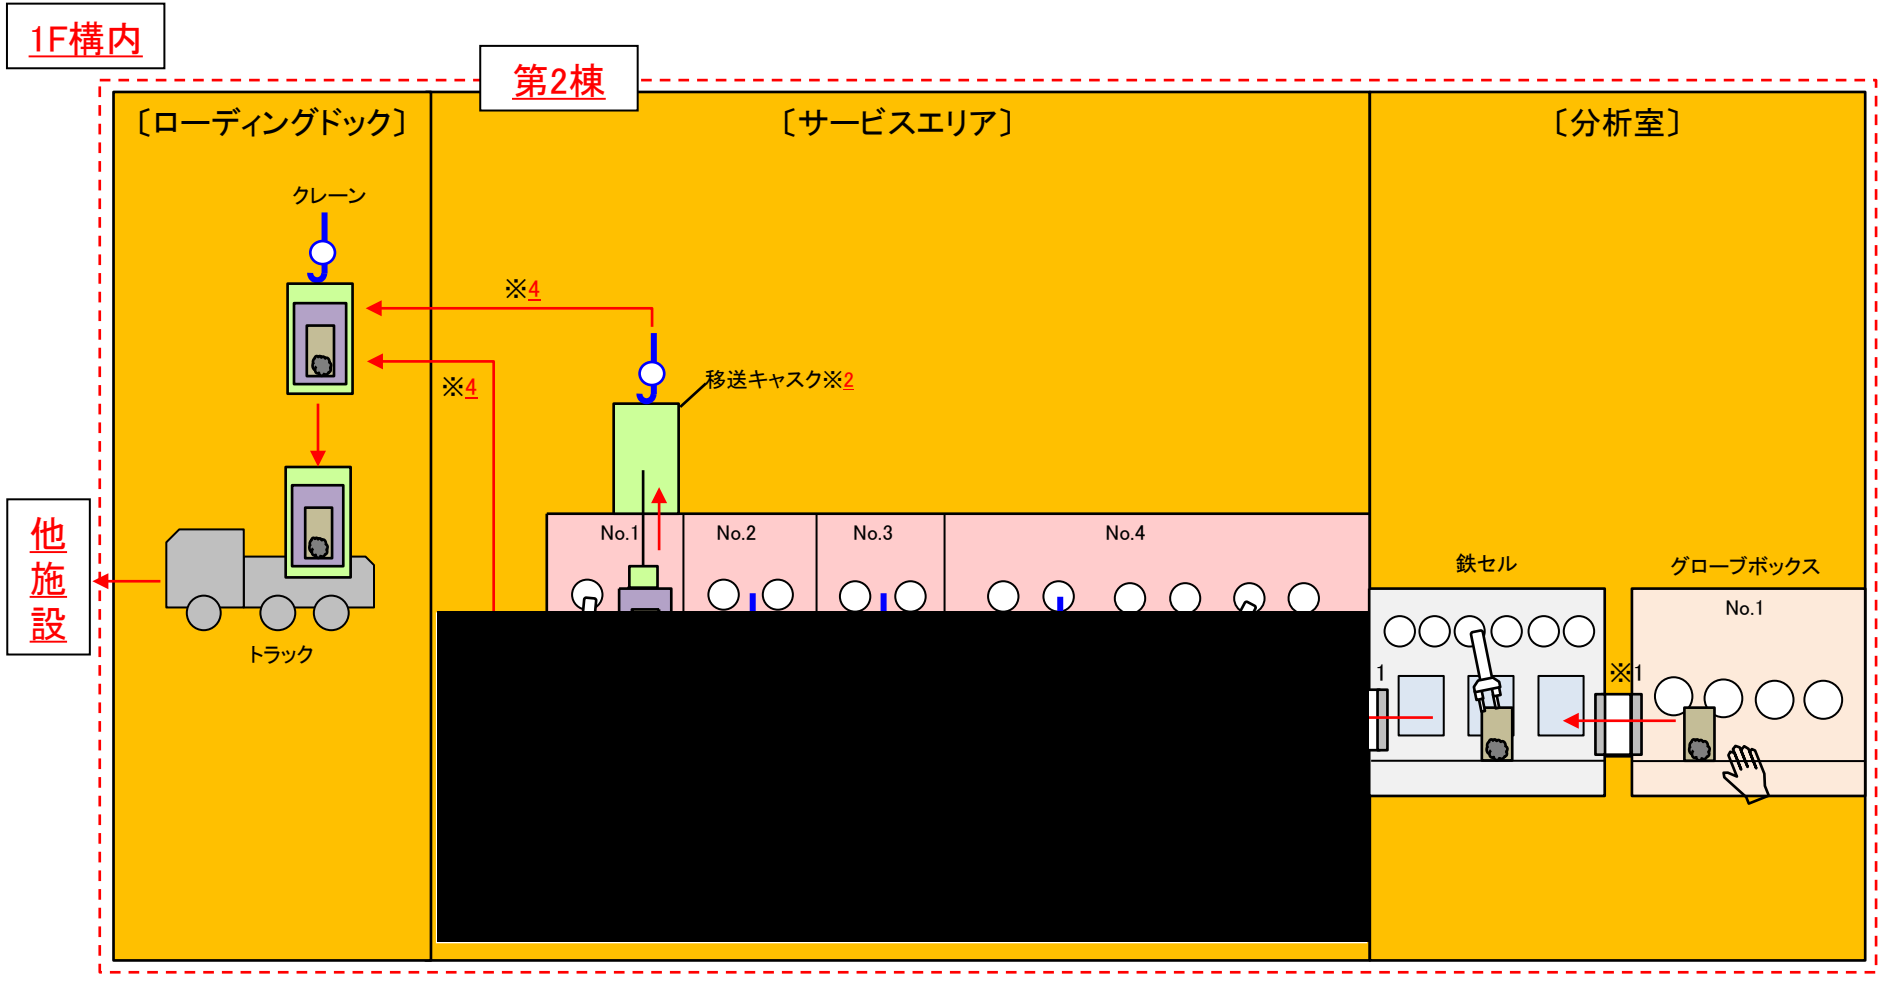 1F構内
第2棟
〔ローディングドック〕
〔サービスエリア〕
〔分析室〕
クレーン
※4
※4
移送キャスク※2
No.1
No.2
No.3
No.4
鉄セル
グローブボックス
No.1
他
施
設
トラック
1
※1